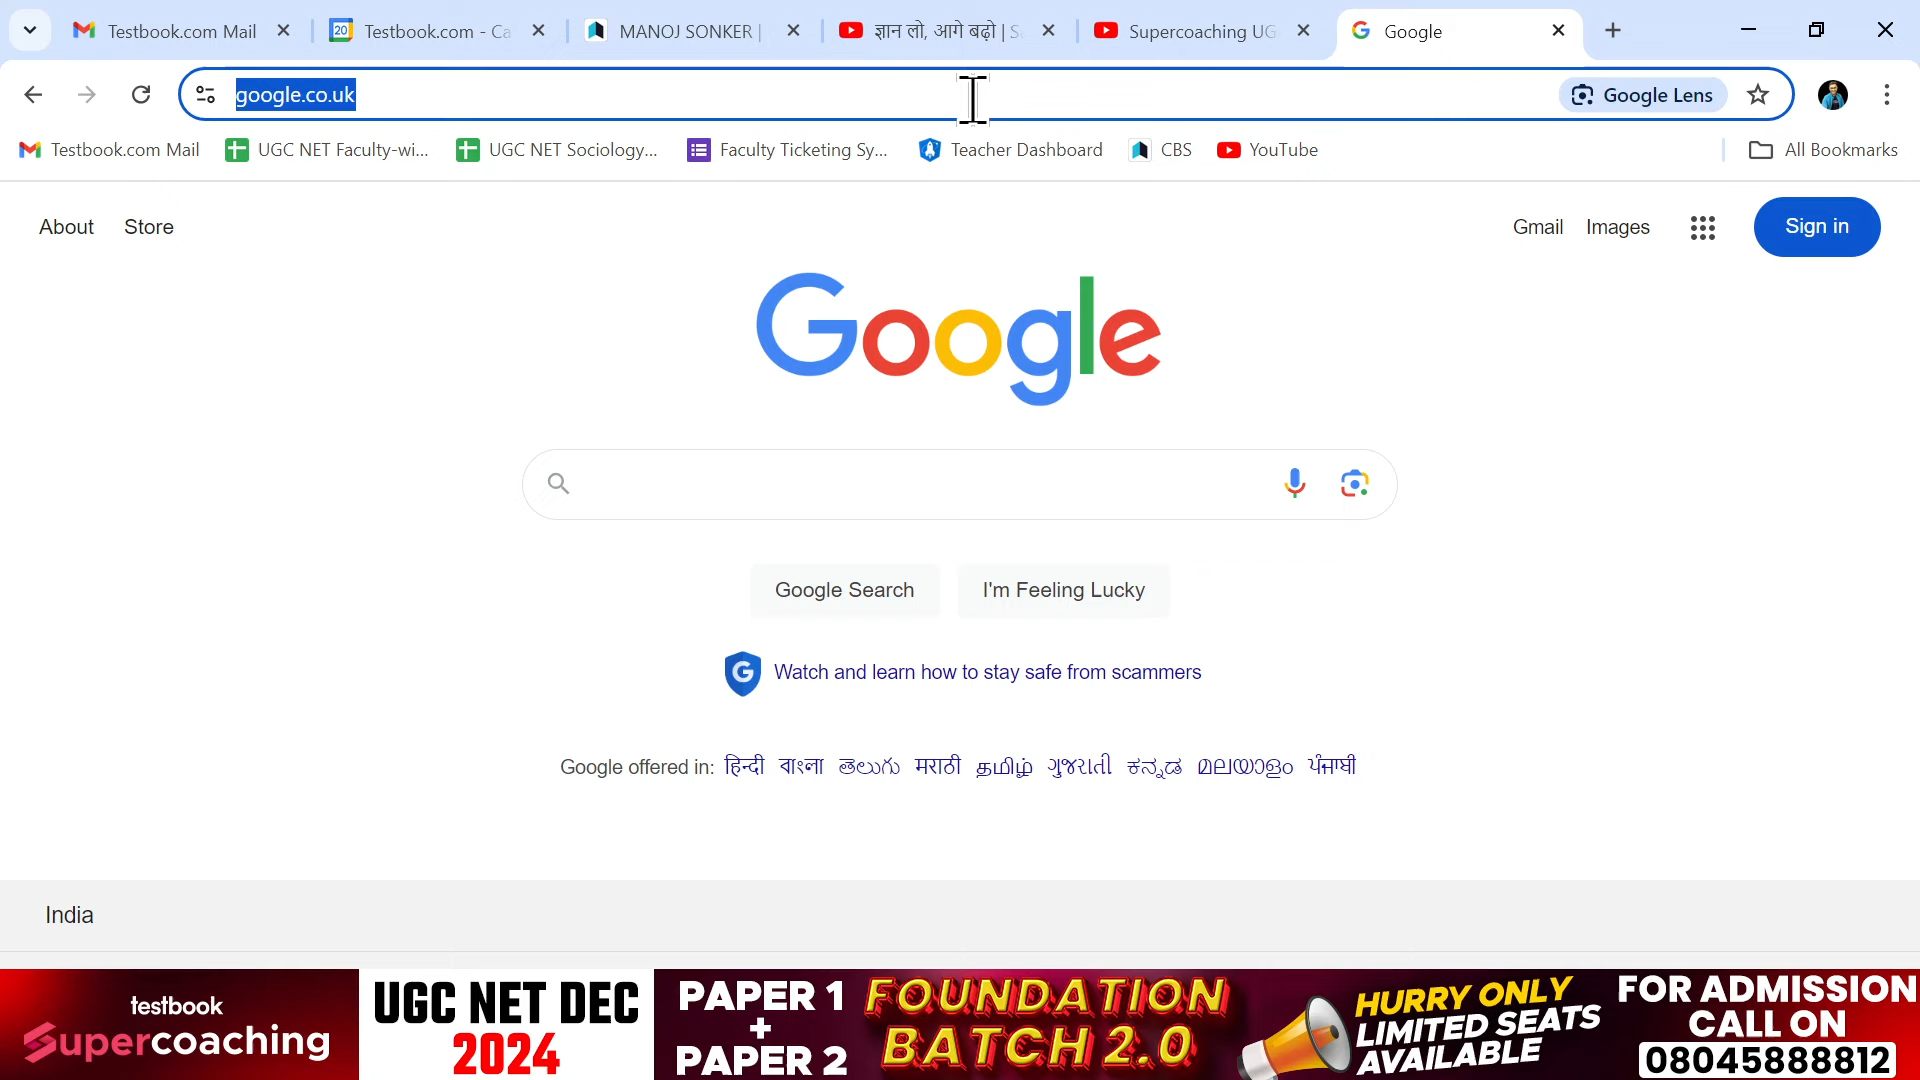 Testbook.com Mail
Testbook.com - Ca
MANOJ SONKER |
ज्ञान लो, आगे बढ़ो | S
Supercoaching UG
Google
google.co.uk
Google Lens
Testbook.com Mail
UGC NET Faculty-wi...
UGC NET Sociology...
Faculty Ticketing Sy...
Teacher Dashboard
CBS
YouTube
All Bookmarks
About
Store
Gmail
Images
Sign in
Google
Google Search
I'm Feeling Lucky
Watch and learn how to stay safe from scammers
Google offered in: हिन्दी বাংলা తెలుగు मराठी தமிழ் ગુજરાતી ಕನ್ನಡ മലയാളം ਪੰਜਾਬੀ
India
testbook
Supercoaching
UGC NET DEC
2024
PAPER 1
+
PAPER 2
FOUNDATION
BATCH 2.0
HURRY ONLY
LIMITED SEATS
AVAILABLE
FOR ADMISSION
CALL ON
08045888812